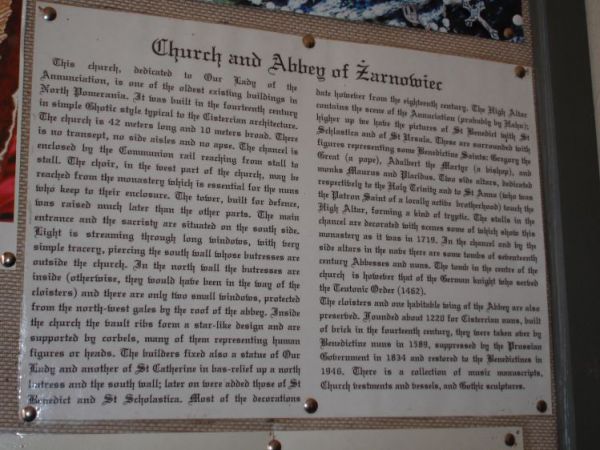 Church and Abbey of Żarnowiec
This church, dedicated to Our Lady of the
Annunciation, is one of the oldest existing buildings in
North Pomerania. It was built in the fourteenth century
in simple Ghotic style typical to the Cistercian architecture.
The church is 42 meters long and 10 meters broad. There
is no transept, no side aisles and no apse. The chancel is
enclosed by the Communion rail reaching from stall to
stall. The choir, in the west part of the church, may be
reached from the monastery which is essential for the nuns
who keep to their enclosure. The tower, built for defence,
was raised much later than the other parts. The main
entrance and the sacristy are situated on the south side.
Light is streaming through long windows, with very
simple tracery, piercing the south wall whose butresses are
outside the church. In the north wall the butresses are
inside (otherwise, they would have been in the way of the
cloisters) and there are only two small windows, protected
from the north-west gales by the roof of the abbey. Inside
the church the vault ribs form a star-like design and are
supported by corbels, many of them representing human
figures or heads. The builders fixed also a statue of Our
Lady and another of St Catherine in bas-relief up a north
butress and the south wall; later on were added those of St
Benedict and St Scholastica. Most of the decorations
date however from the eighteenth century. The High Altar
contains the scene of the Annuciation (probably by Hahn);
higher up we have the pictures of St Benedict with St
Schlastica and of St Ursula. These are surrounded with
figures representing some Benedictine Saints: Gregory the
Great (a pope), Adalbert the Martyr (a bishop), and
monks Maurus and Placidus. Two side altars, dedicated
respectively to the Holy Trinity and to St Anne (who was
the Patron Saint of a locally active brotherhood) touch the
High Altar, forming a kind of tryptic. The stalls in the
chancel are decorated with scenes some of which show this
monastery as it was in 1719. In the chancel and by the
side altars in the nave there are some tombs of seventeenth
century Abbesses and nuns. The tomb in the centre of the
church is however that of the German knight who served
the Teutonic Order (1462).
The cloisters and one habitable wing of the Abbey are also
preserved. Founded about 1220 for Cistercian nuns, built
of brick in the fourteenth century, they were taken over by
Benedictine nuns in 1589, suppressed by the Prussian
Government in 1834 and restored to the Benedictines in
1946. There is a collection of music manuscripts,
Church vestments and vessels, and Gothic sculptures.